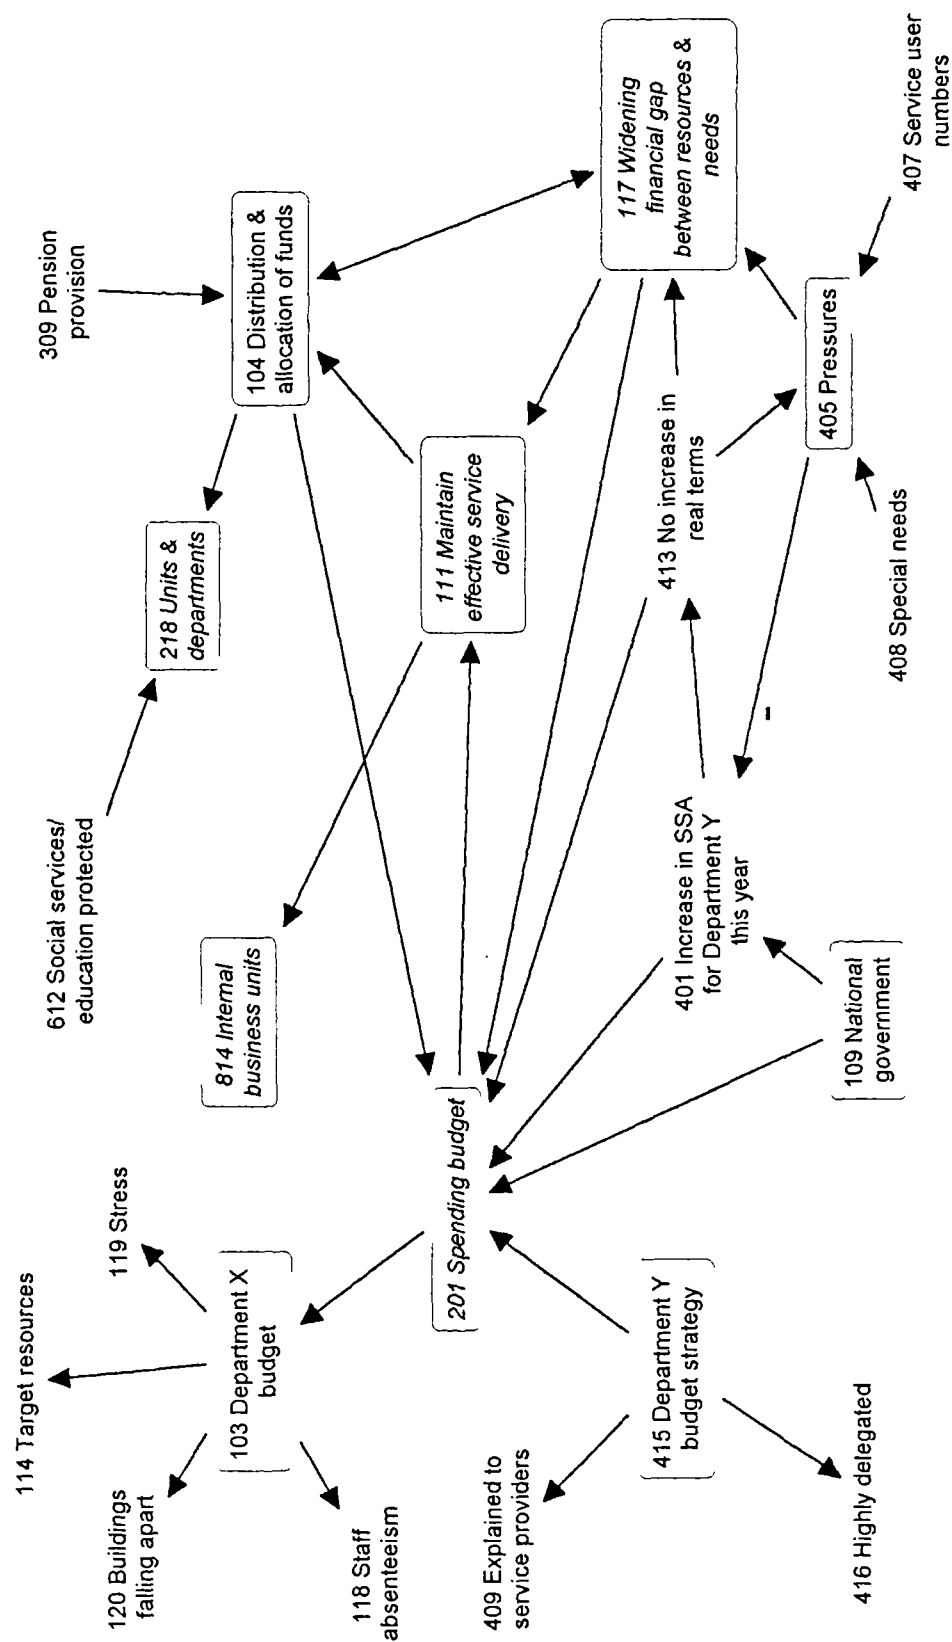 114 Target resources
120 Buildings
falling apart
119 Stress
612 Social services/
education protected
309 Pension
provision
218 Units &
departments
103 Department X
budget
814 Internal
business units
104 Distribution &
allocation of funds
118 Staff
absenteeism
201 Spending budget
111 Maintain
effective service
delivery
409 Explained to
service providers
415 Department Y
budget strategy
401 Increase in SSA
for Department Y
this year
413 No increase in
real terms
117 Widening
financial gap
between resources &
needs
-
416 Highly delegated
109 National
government
405 Pressures
408 Special needs
407 Service user
numbers